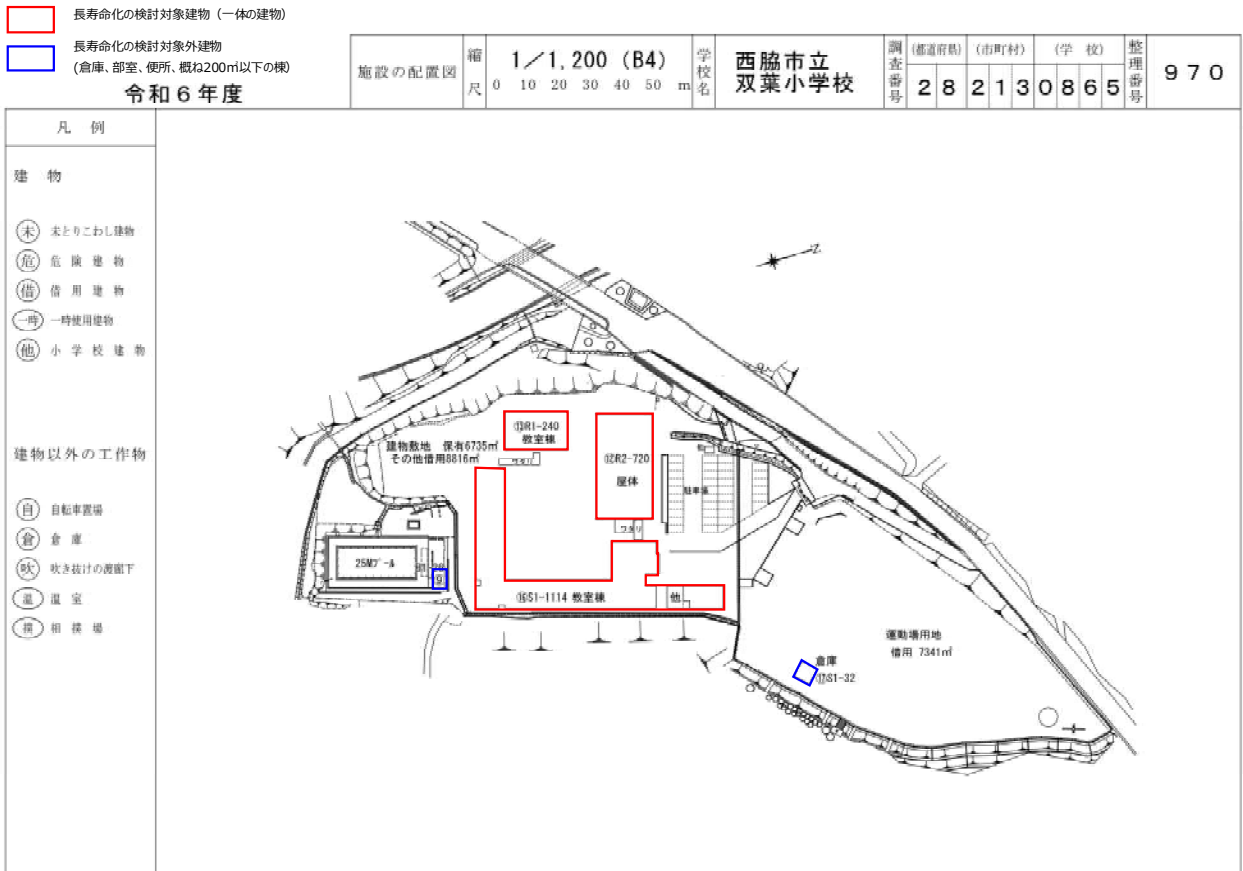 長寿命化の検討対象建物（一体の建物）
長寿命化の検討対象外建物
(倉庫、部室、便所、概ね200㎡以下の棟)
令和６年度
施設の配置図
縮尺
1／1,200（B4）
0 10 20 30 40 50 m
学校名
西脇市立
双葉小学校
調査番号
(都道府県) (市町村) (学 校)
2 8 2 1 3 0 8 6 5
整理番号
９７０
凡 例
建 物
未 未とりこわし建物
危 危険建物
借 借用建物
一時 一時使用建物
他 小学校建物
建物以外の工作物
自 自転車置場
倉 倉庫
吹 吹き抜けの渡廊下
温 温室
撲 相撲場
Z
⑬R1-240
教室棟
建物敷地 保有6735㎡
その他借用8816㎡
ワタリ
⑫R2-720
屋体
駐車場
ワタリ
25Mプール
9
⑯S1-1114 教室棟
他
運動場用地
借用 7341㎡
倉庫
⑰S1-32